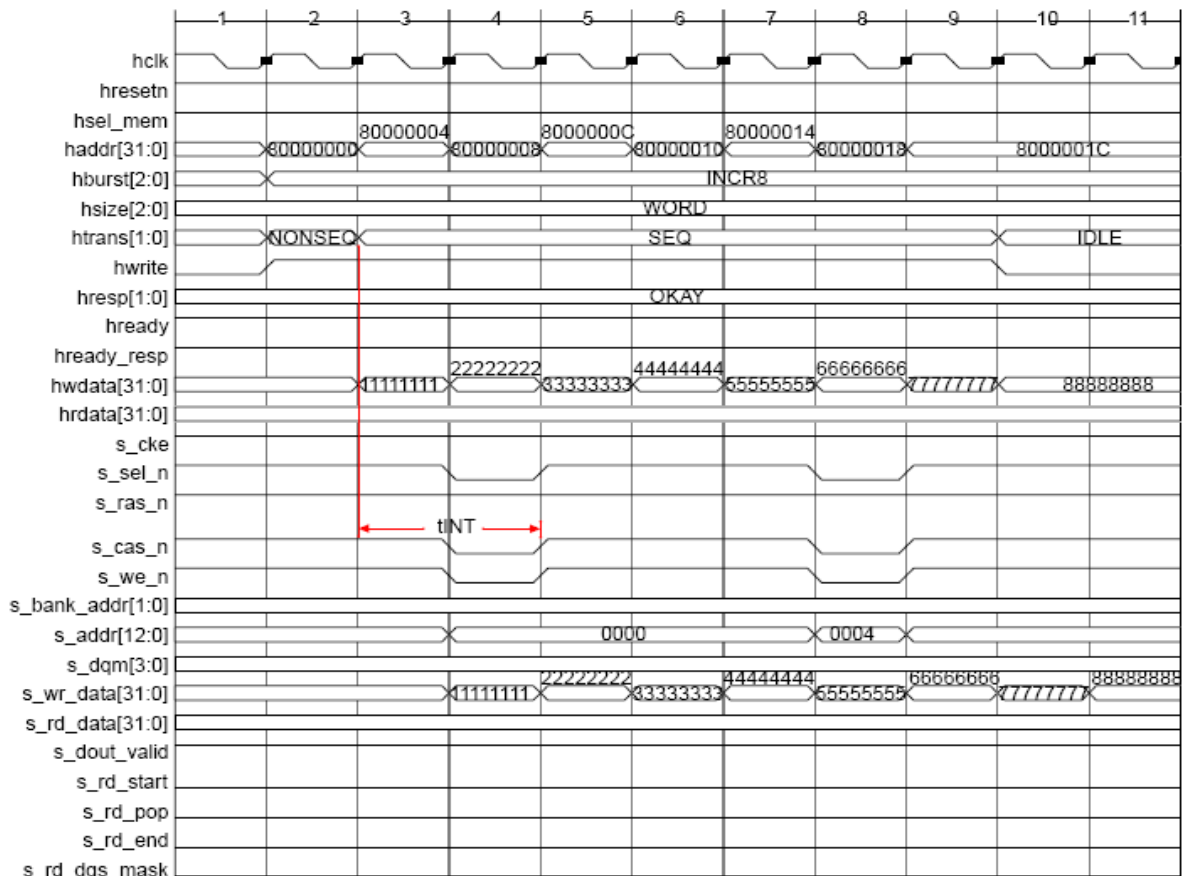 1 2 3 4 5 6 7 8 9 10 11
hclk
hresetn
hsel_mem
80000004 8000000C 80000014
haddr[31:0] 80000000 80000008 80000010 80000018 8000001C
hburst[2:0] INCR8
hsize[2:0] WORD
htrans[1:0] NONSEQ SEQ IDLE
hwrite
hresp[1:0] OKAY
hready
hready_resp
22222222 44444444 66666666
hwdata[31:0] 11111111 33333333 55555555 77777777 88888888
hrdata[31:0]
s_cke
s_sel_n
s_ras_n
tINT
s_cas_n
s_we_n
s_bank_addr[1:0]
s_addr[12:0] 0000 0004
s_dqm[3:0]
22222222 44444444 66666666 88888888
s_wr_data[31:0] 11111111 33333333 55555555 77777777
s_rd_data[31:0]
s_dout_valid
s_rd_start
s_rd_pop
s_rd_end
s_rd_dqs_mask